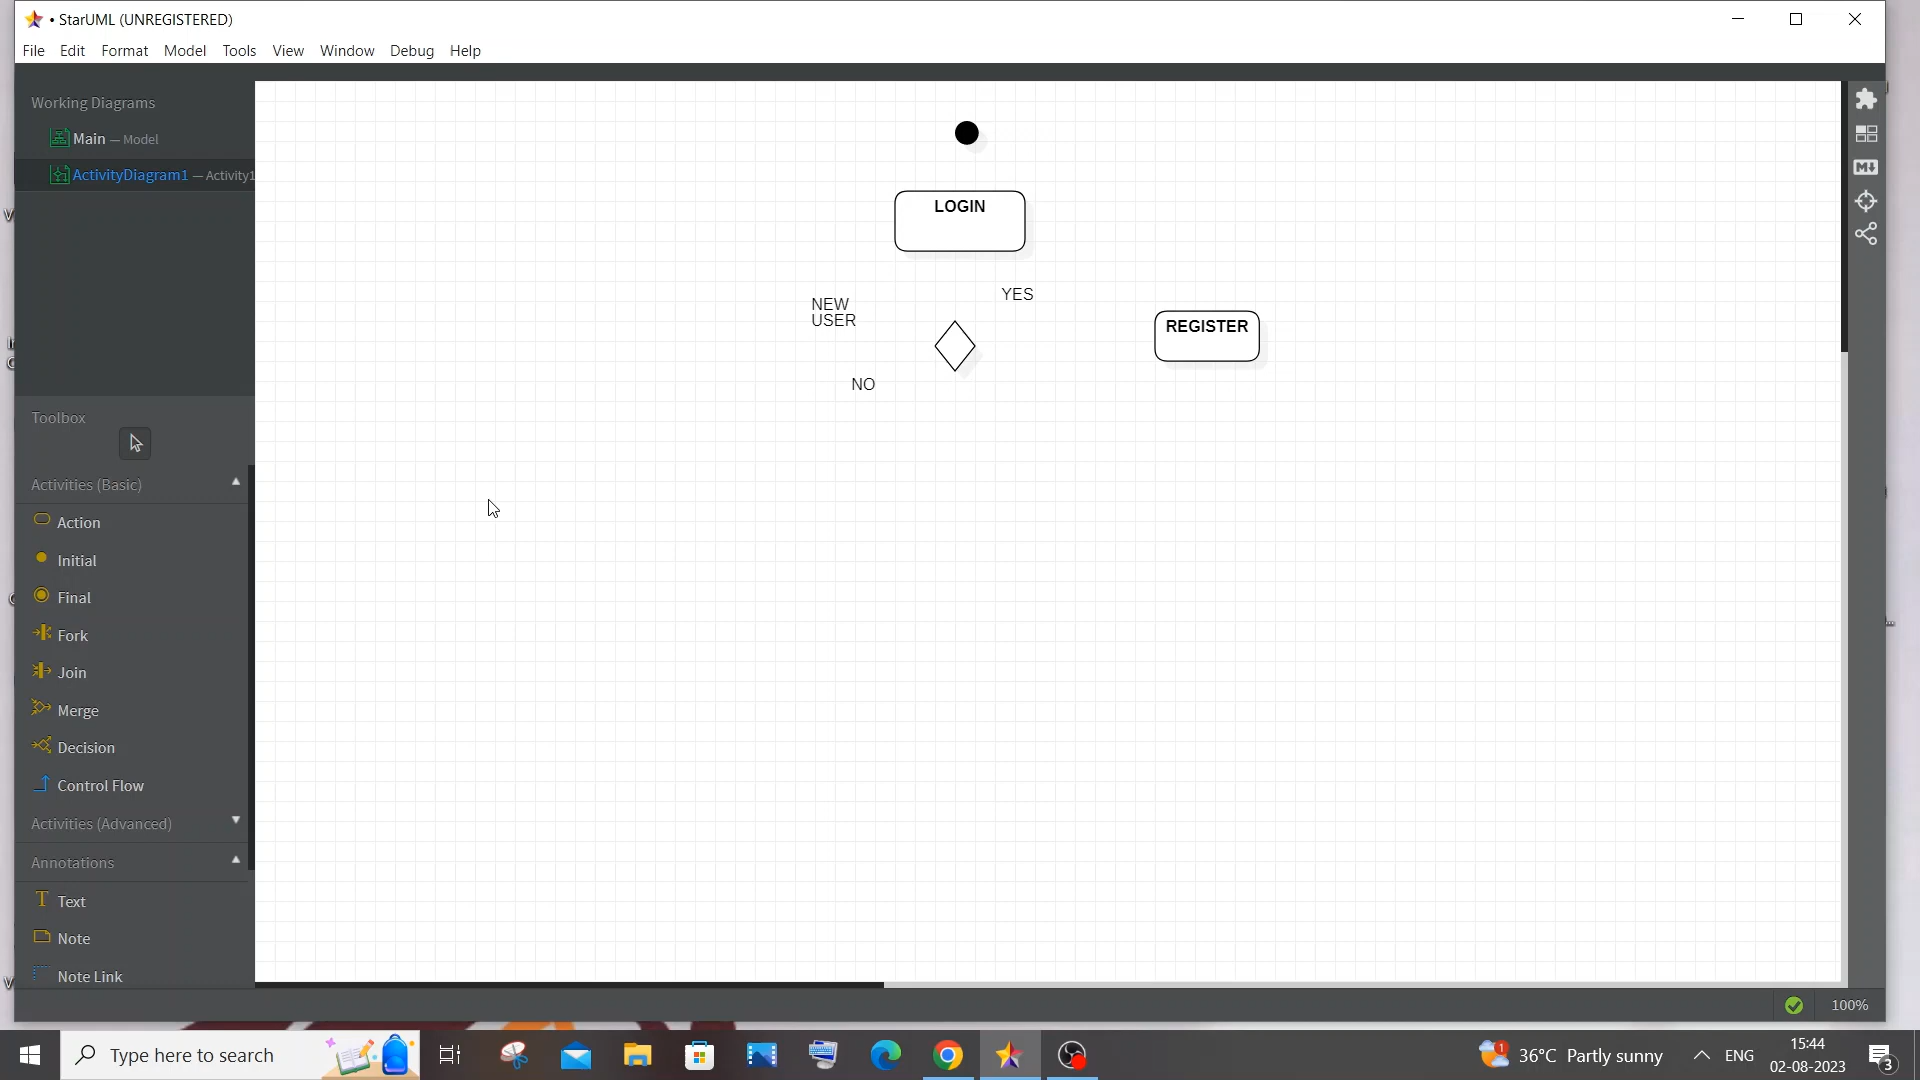 • StarUML (UNREGISTERED)
File Edit Format Model Tools View Window Debug Help
Working Diagrams
Main — Model
ActivityDiagram1 — Activity1
Toolbox
Activities (Basic)
Action
Initial
Final
Fork
Join
Merge
Decision
Control Flow
Activities (Advanced)
Annotations
Text
Note
Note Link
LOGIN
YES
NEW
USER
REGISTER
NO
M
100%
Type here to search
1
36°C Partly sunny
ENG
15:44
02-08-2023
3